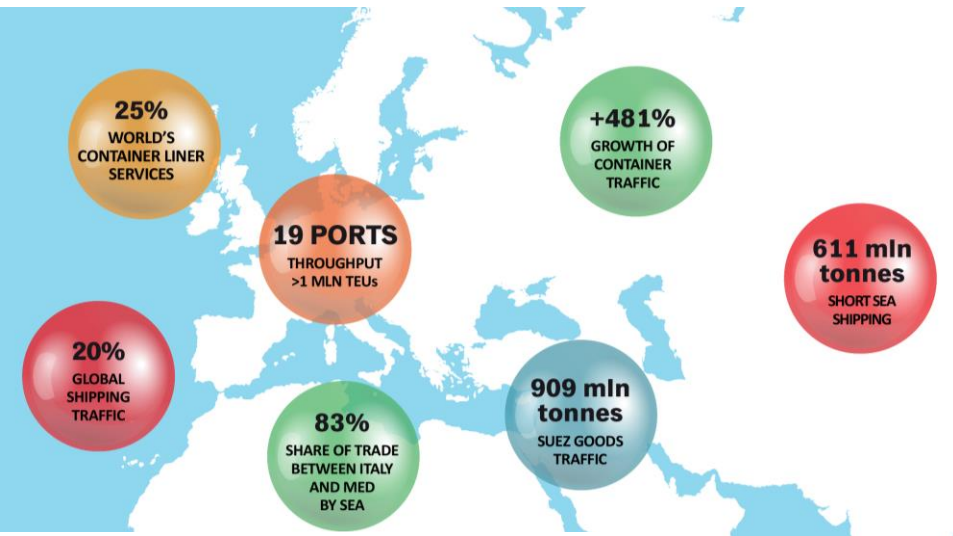 25%
WORLD'S
CONTAINER LINER
SERVICES
+481%
GROWTH OF
CONTAINER
TRAFFIC
19 PORTS
THROUGHPUT
>1 MLN TEUs
611 mln
tonnes
SHORT SEA
SHIPPING
20%
GLOBAL
SHIPPING
TRAFFIC
83%
SHARE OF TRADE
BETWEEN ITALY
AND MED
BY SEA
909 mln
tonnes
SUEZ GOODS
TRAFFIC